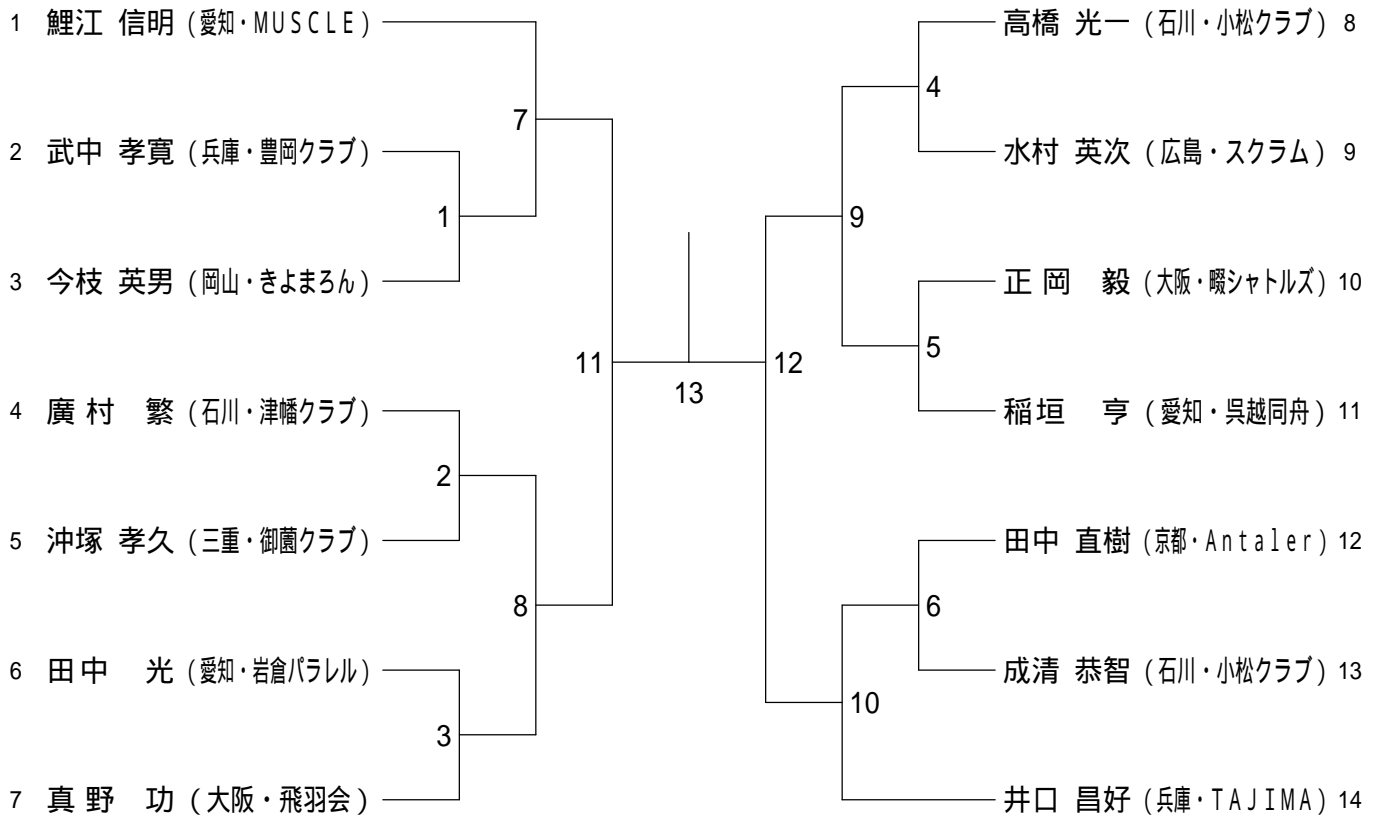 1 鯉江 信明 (愛知・MUSCLE)
7
2 武中 孝寛 (兵庫・豊岡クラブ)
1
3 今枝 英男 (岡山・きよまろん)
11
4 廣村 繁 (石川・津幡クラブ)
2
5 沖塚 孝久 (三重・御薗クラブ)
8
6 田中 光 (愛知・岩倉パラレル)
3
7 真野 功 (大阪・飛羽会)
13
高橋 光一 (石川・小松クラブ) 8
4
水村 英次 (広島・スクラム) 9
9
正岡 毅 (大阪・畷シャトルズ) 10
5
稲垣 亨 (愛知・呉越同舟) 11
12
田中 直樹 (京都・Antaler) 12
6
成清 恭智 (石川・小松クラブ) 13
10
井口 昌好 (兵庫・TAJIMA) 14